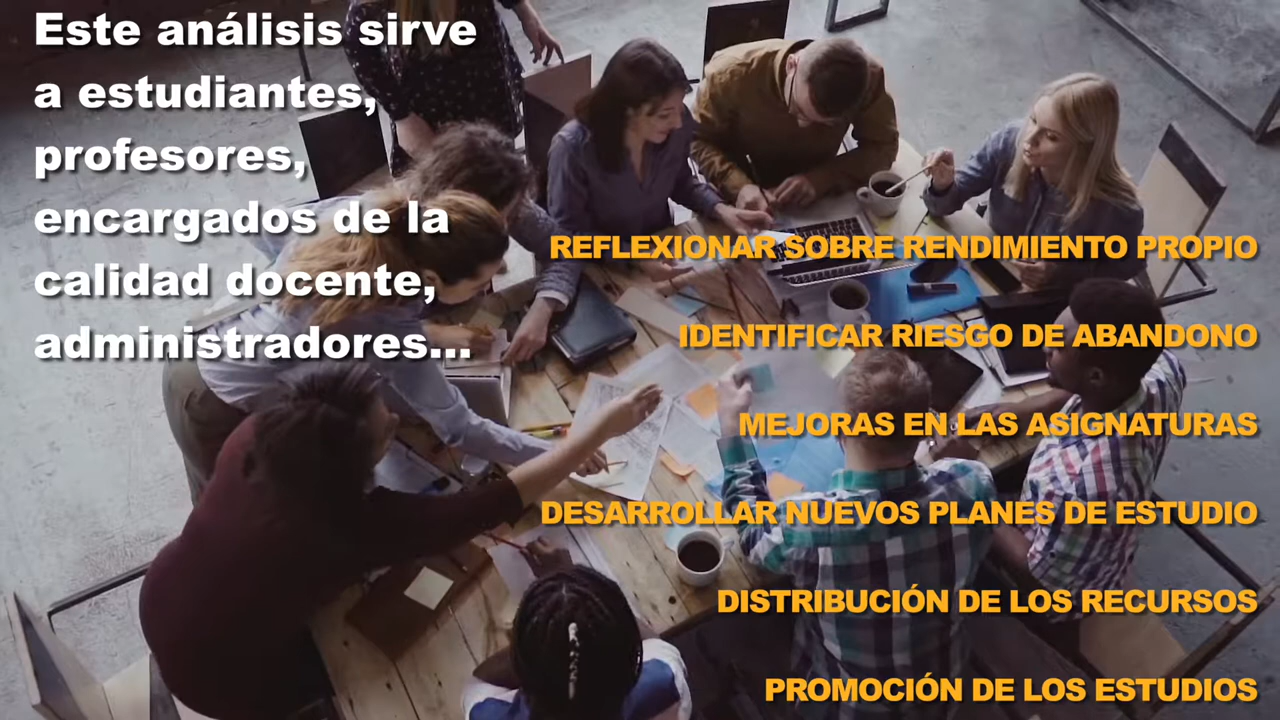 Este análisis sirve
a estudiantes,
profesores,
encargados de la
calidad docente,
administradores...
REFLEXIONAR SOBRE RENDIMIENTO PROPIO
IDENTIFICAR RIESGO DE ABANDONO
MEJORAS EN LAS ASIGNATURAS
DESARROLLAR NUEVOS PLANES DE ESTUDIO
DISTRIBUCIÓN DE LOS RECURSOS
PROMOCIÓN DE LOS ESTUDIOS